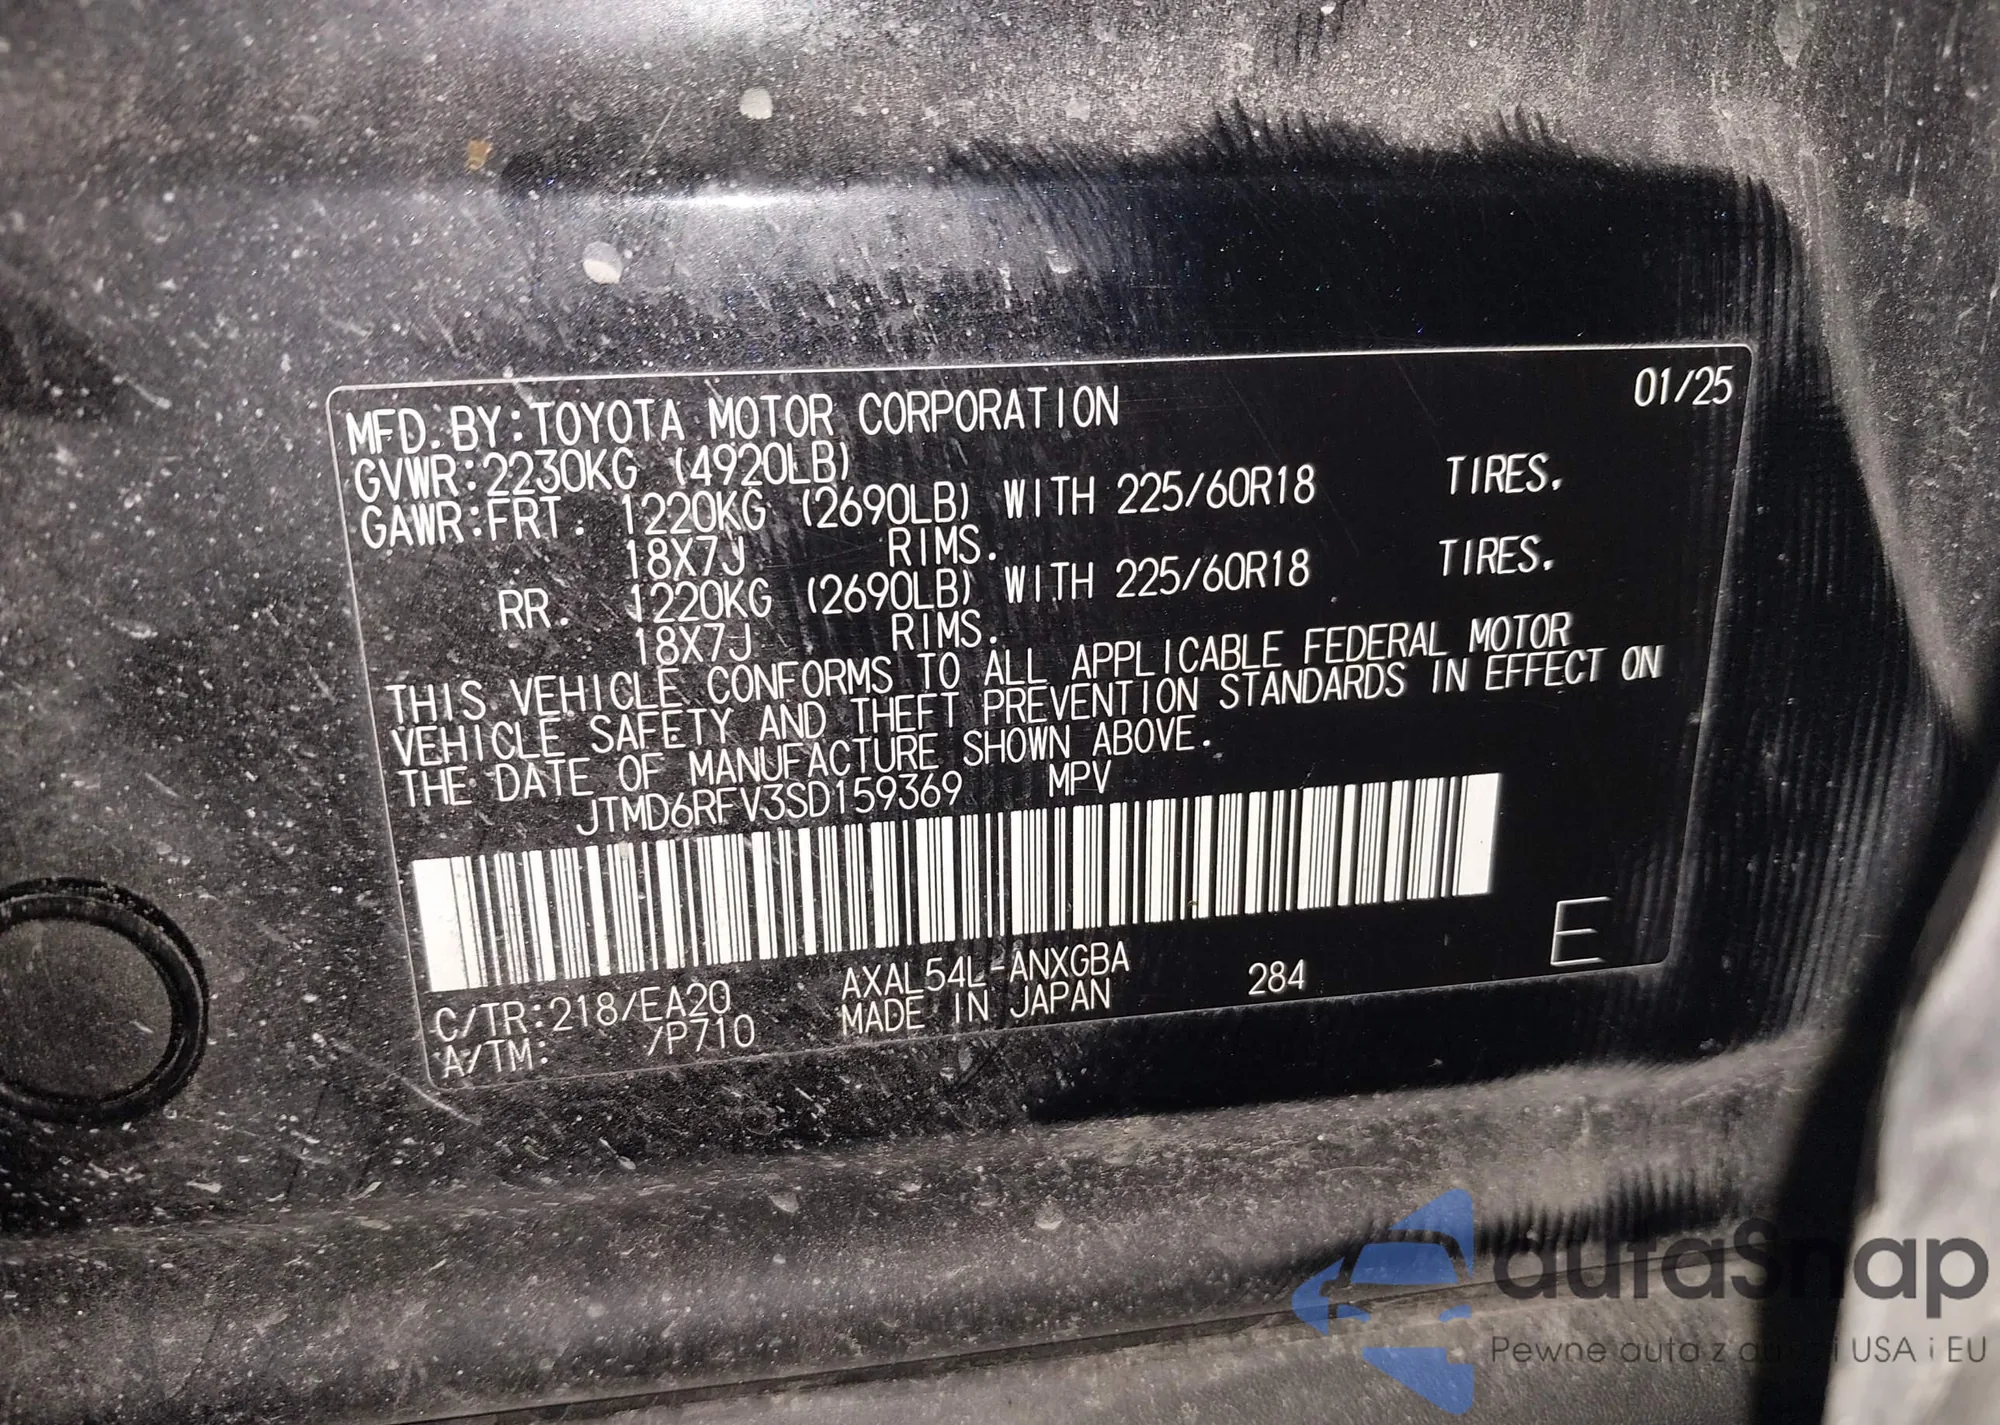 MFD. BY: TOYOTA MOTOR CORPORATION 01/25
GVWR: 2230KG (4920LB)
GAWR: FRT. 1220KG (2690LB) WITH 225/60R18 TIRES.
18X7J RIMS.
RR. 1220KG (2690LB) WITH 225/60R18 TIRES.
18X7J RIMS.
THIS VEHICLE CONFORMS TO ALL APPLICABLE FEDERAL MOTOR
VEHICLE SAFETY AND THEFT PREVENTION STANDARDS IN EFFECT ON
THE DATE OF MANUFACTURE SHOWN ABOVE.
JTMD6RFV3SD159369 MPV
E
C/TR: 218/EA20 AXAL54L-ANXGBA 284
A/TM: /P710 MADE IN JAPAN
autaSnap
Pewne auta z i USA i EU